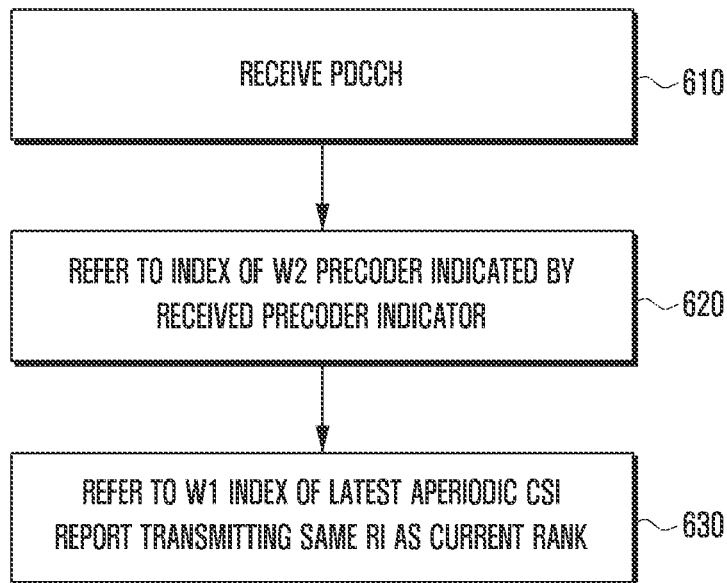 RECEIVE PDCCH
610
REFER TO INDEX OF W2 PRECODER INDICATED BY
RECEIVED PRECODER INDICATOR
620
REFER TO W1 INDEX OF LATEST APERIODIC CSI
REPORT TRANSMITTING SAME RI AS CURRENT RANK
630